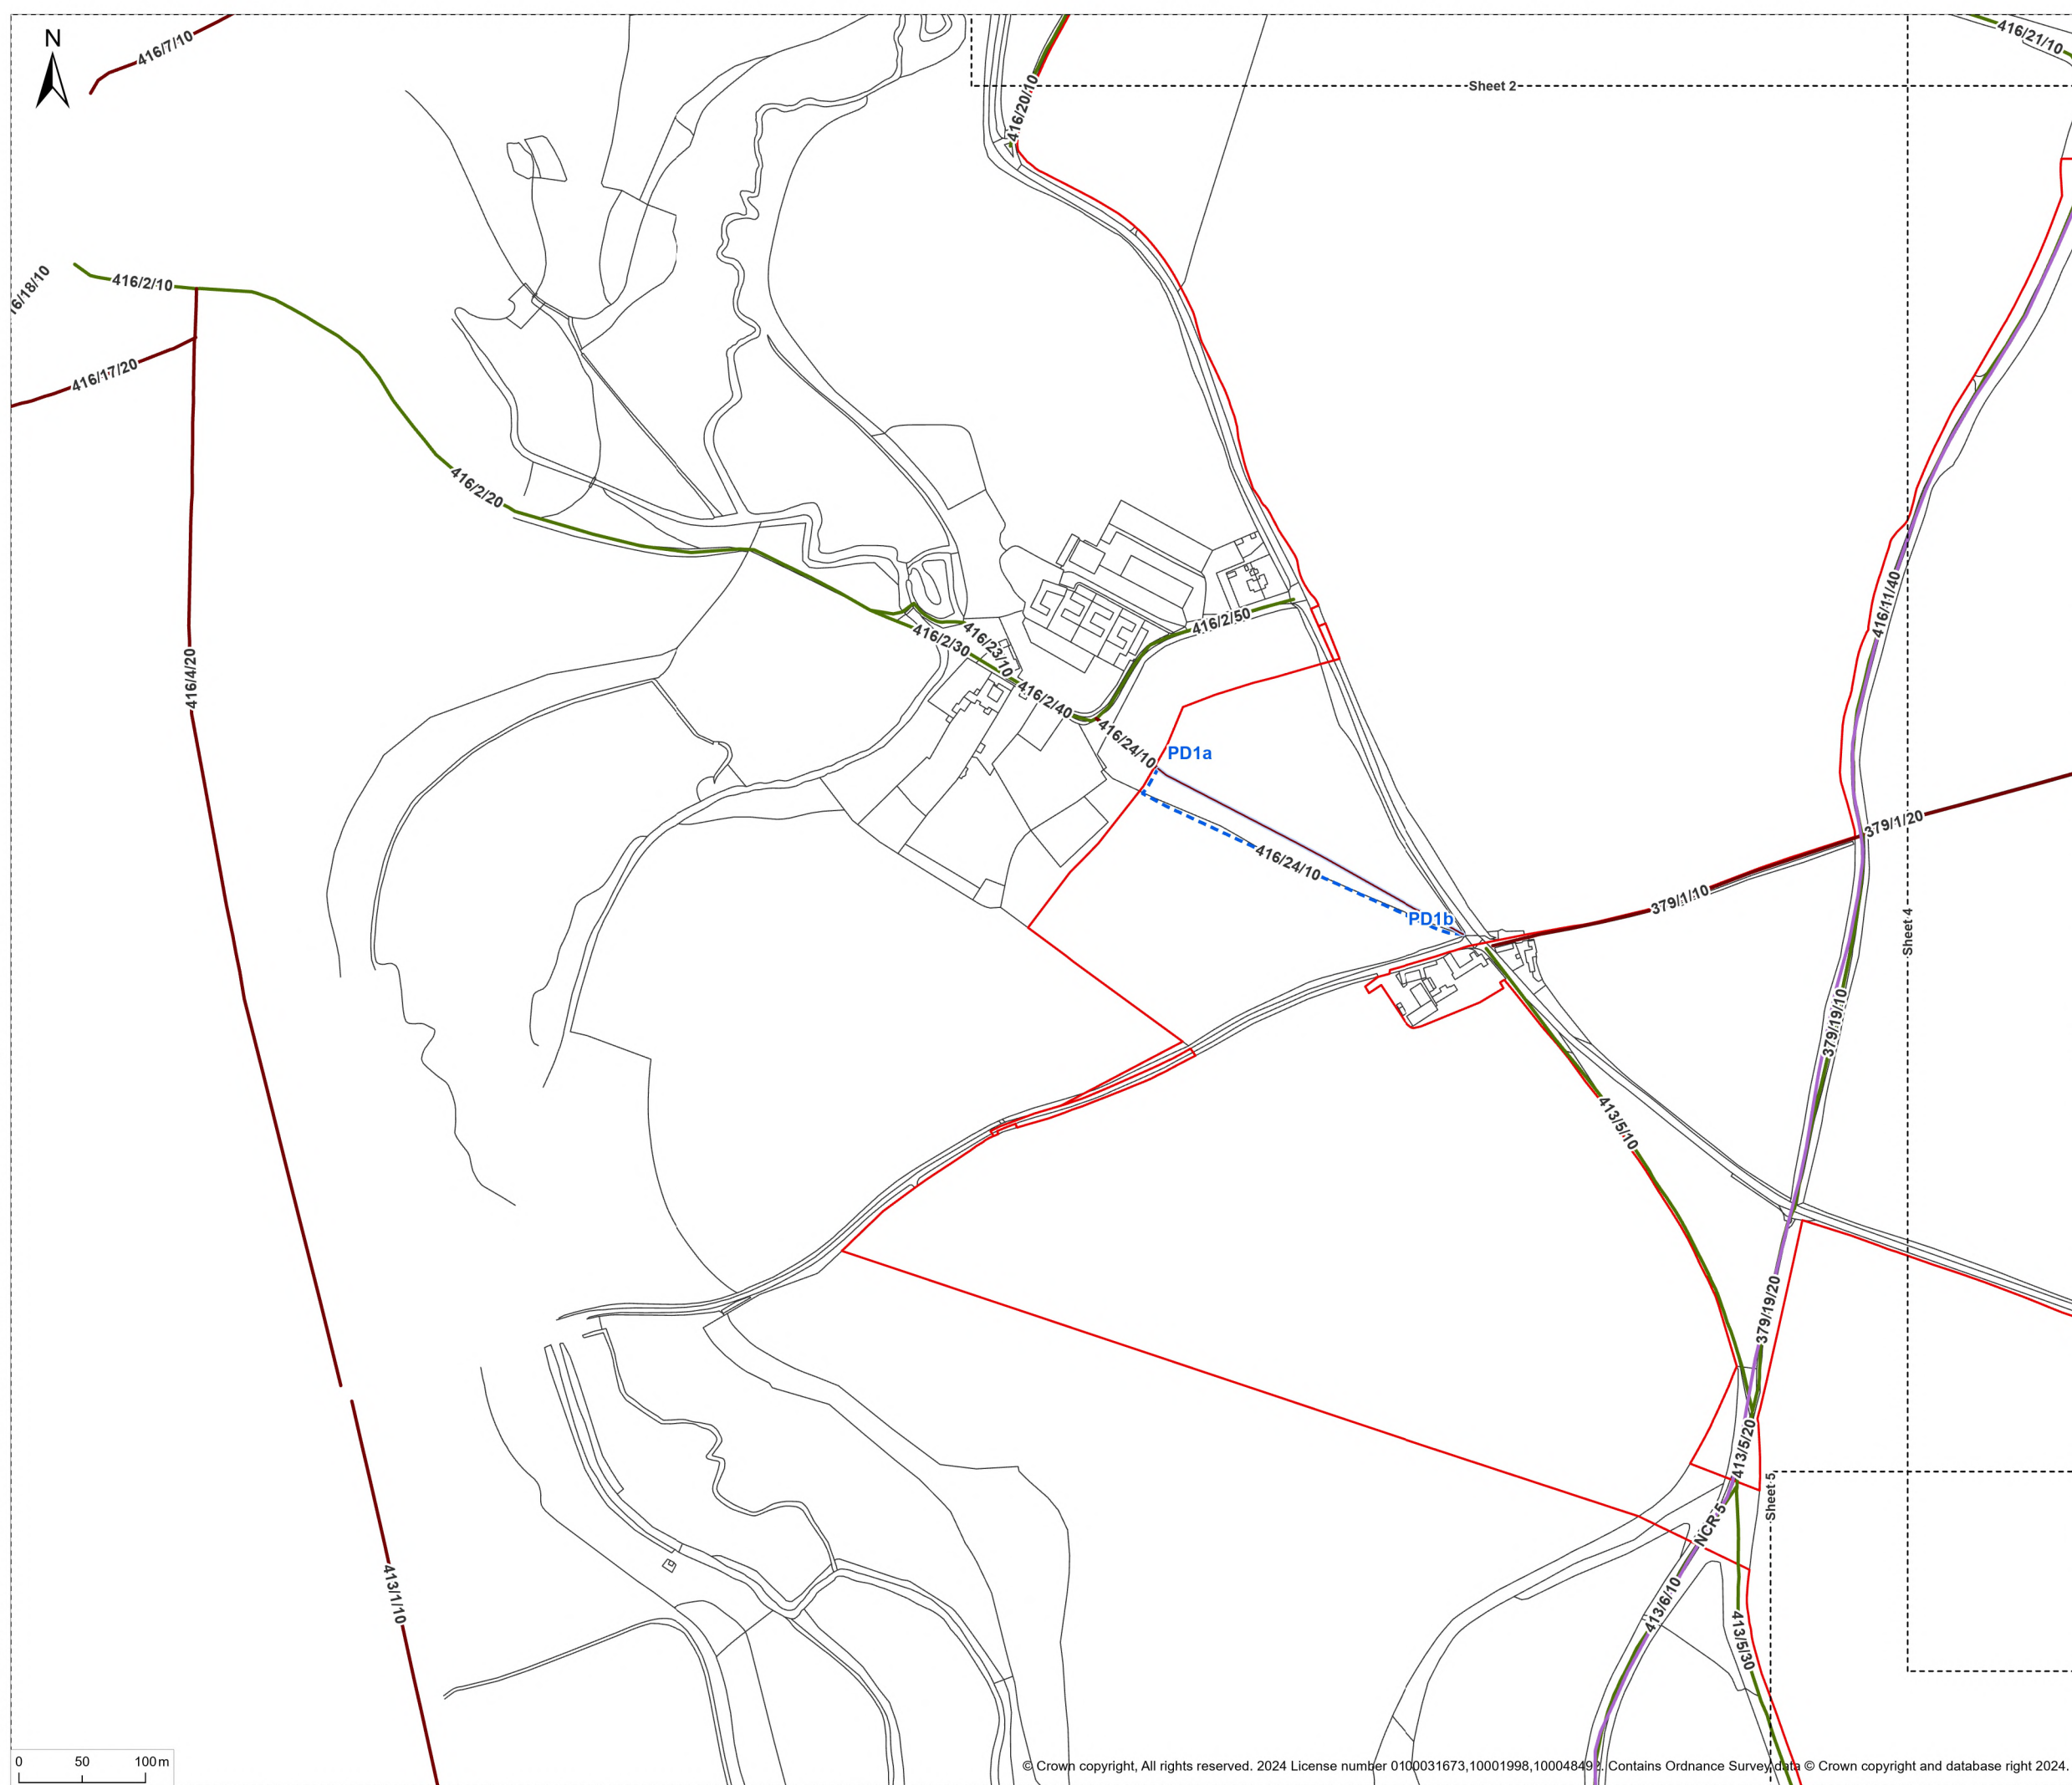 416/7/10
N
416/21/10
Sheet 2
416/20/10
6/18/10
416/2/10
416/17/20
416/2/20
416/11/40
416/2/50
416/23/10
416/2/30
416/4/20
416/2/40
416/24/10
PD1a
379/1/20
416/24/10
379/1/10
PD1b
Sheet 4
379/19/10
413/5/10
379/19/20
413/5/20
Sheet 5
NCR 5
413/1/10
413/6/10
413/5/30
0 50 100 m
© Crown copyright, All rights reserved. 2024 License number 0100031673,10001998,100048492. Contains Ordnance Survey data © Crown copyright and database right 2024.